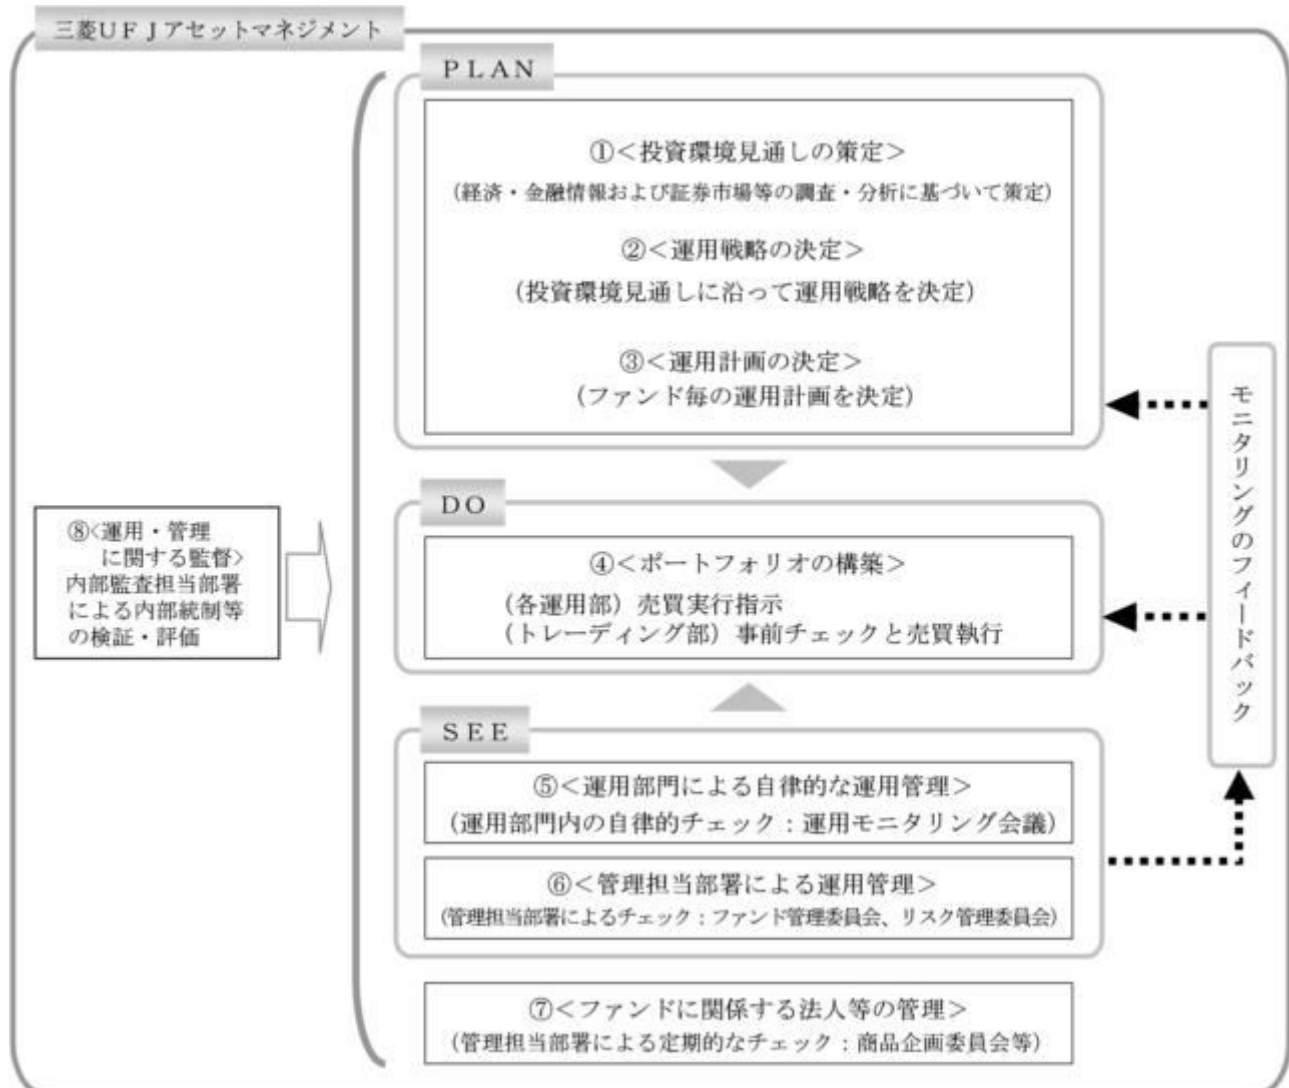 三菱UFJアセットマネジメント
PLAN
①<投資環境見通しの策定>
(経済・金融情報および証券市場等の調査・分析に基づいて策定)
②<運用戦略の決定>
(投資環境見通しに沿って運用戦略を決定)
③<運用計画の決定>
(ファンド毎の運用計画を決定)
DO
④<ポートフォリオの構築>
(各運用部)売買実行指示
(トレーディング部)事前チェックと売買執行
SEE
⑤<運用部門による自律的な運用管理>
(運用部門内の自律的チェック:運用モニタリング会議)
⑥<管理担当部署による運用管理>
(管理担当部署によるチェック:ファンド管理委員会、リスク管理委員会)
⑦<ファンドに関係する法人等の管理>
(管理担当部署による定期的なチェック:商品企画委員会等)
⑧<運用・管理
に関する監督>
内部監査担当部署
による内部統制等
の検証・評価
モニタリングのフィードバック